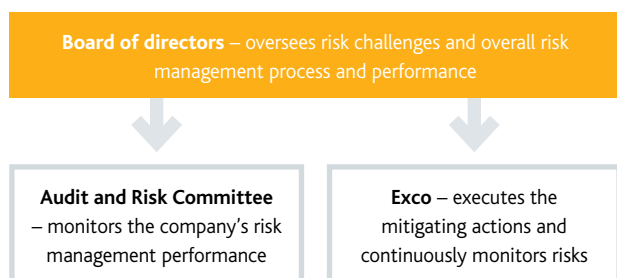 Board of directors – oversees risk challenges and overall risk
management process and performance
Audit and Risk Committee
– monitors the company's risk
management performance
Exco – executes the
mitigating actions and
continuously monitors risks